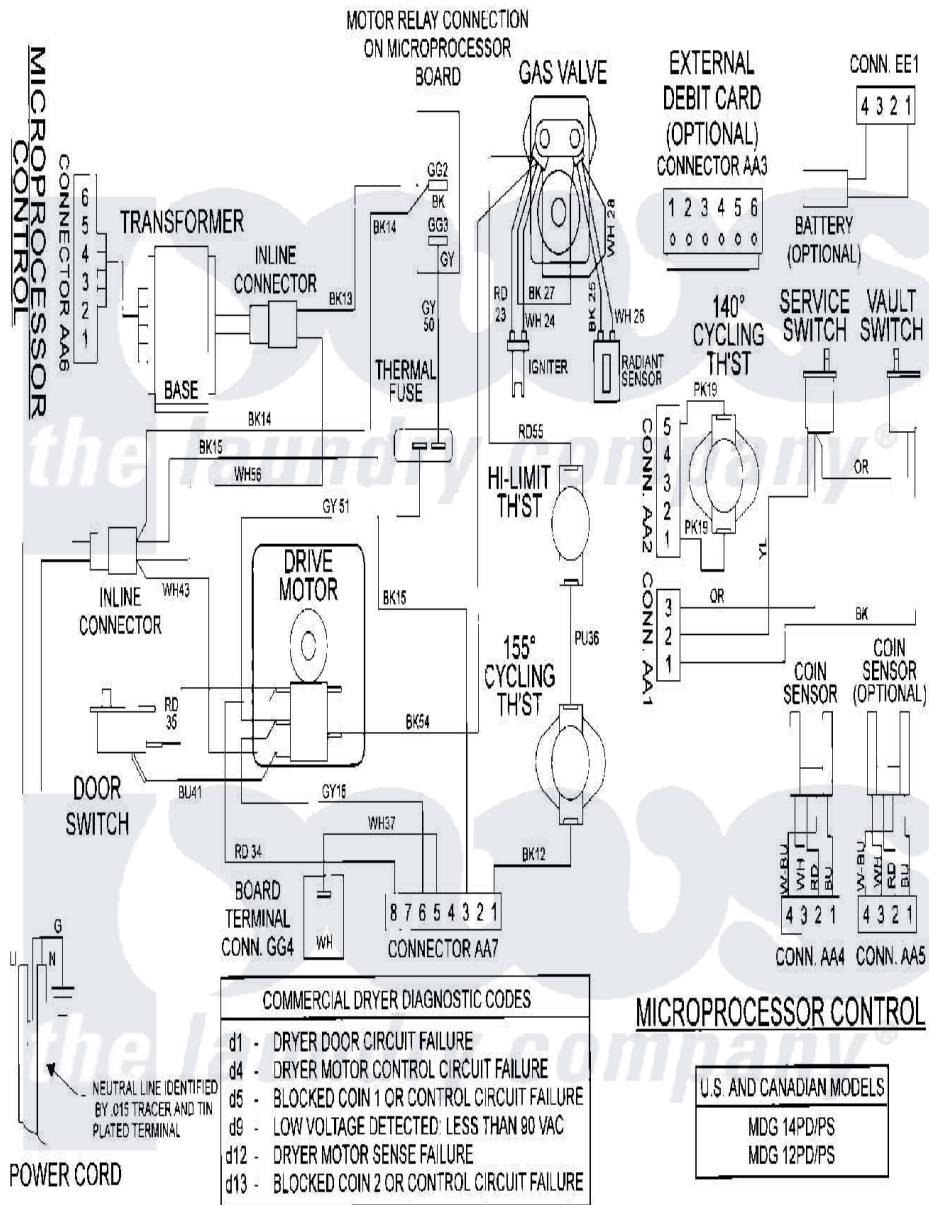 MOTOR RELAY CONNECTION
ON MICROPROCESSOR
BOARD
GAS VALVE
EXTERNAL
DEBIT CARD
(OPTIONAL)
CONNECTOR AA3
1 2 3 4 5 6
CONN. EE1
4 3 2 1
BATTERY
(OPTIONAL)
MICROPROCESSOR
CONTROL
CONNECTOR AA6
6
5
4
3
2
1
TRANSFORMER
BASE
INLINE
CONNECTOR
BK13
BK14
GG2
BK
GG3
GY
GY
50
THERMAL
FUSE
RD
23
WH 24
BK 27
BK 25
WH 28
WH 26
IGNITER
RADIANT
SENSOR
140°
CYCLING
TH'ST
SERVICE
SWITCH
VAULT
SWITCH
BK14
BK15
WH56
GY 51
RD55
HI-LIMIT
TH'ST
PK19
CONN. AA2
5
4
3
2
1
PK19
OR
YL
the laundry company®
INLINE
CONNECTOR
WH43
DRIVE
MOTOR
BK15
155°
CYCLING
TH'ST
PU36
CONN. AA1
3
2
1
OR
BK
COIN
SENSOR
COIN
SENSOR
(OPTIONAL)
RD
35
BK54
DOOR
SWITCH
BU41
GY16
WH37
RD 34
BK12
BOARD
TERMINAL
CONN. GG4
WH
8 7 6 5 4 3 2 1
CONNECTOR AA7
W-BU
WH
RD
BU
4 3 2 1
CONN. AA4
W-BU
WH
RD
BU
4 3 2 1
CONN. AA5
G
N
NEUTRAL LINE IDENTIFIED
BY .015 TRACER AND TIN
PLATED TERMINAL
POWER CORD
COMMERCIAL DRYER DIAGNOSTIC CODES
d1 - DRYER DOOR CIRCUIT FAILURE
d4 - DRYER MOTOR CONTROL CIRCUIT FAILURE
d5 - BLOCKED COIN 1 OR CONTROL CIRCUIT FAILURE
d9 - LOW VOLTAGE DETECTED: LESS THAN 90 VAC
d12 - DRYER MOTOR SENSE FAILURE
d13 - BLOCKED COIN 2 OR CONTROL CIRCUIT FAILURE
MICROPROCESSOR CONTROL
the laundry company®
U.S. AND CANADIAN MODELS
MDG 14PD/PS
MDG 12PD/PS